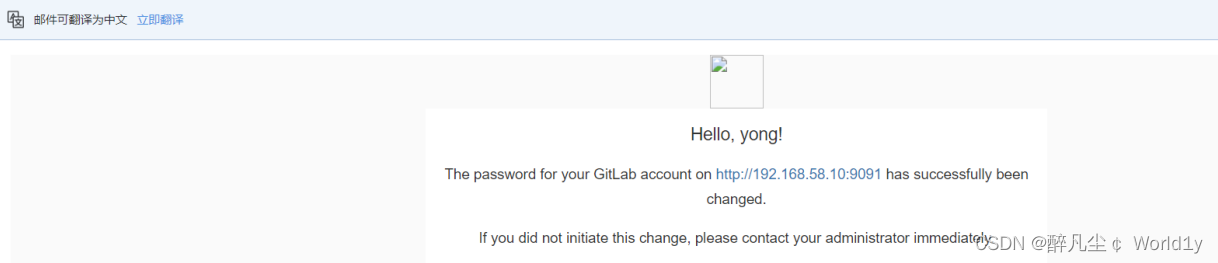 邮件可翻译为中文 立即翻译
Hello, yong!
The password for your GitLab account on http://192.168.58.10:9091 has successfully been
changed.
If you did not initiate this change, please contact your administrator immediately.
CSDN @醉凡尘¢ World1y